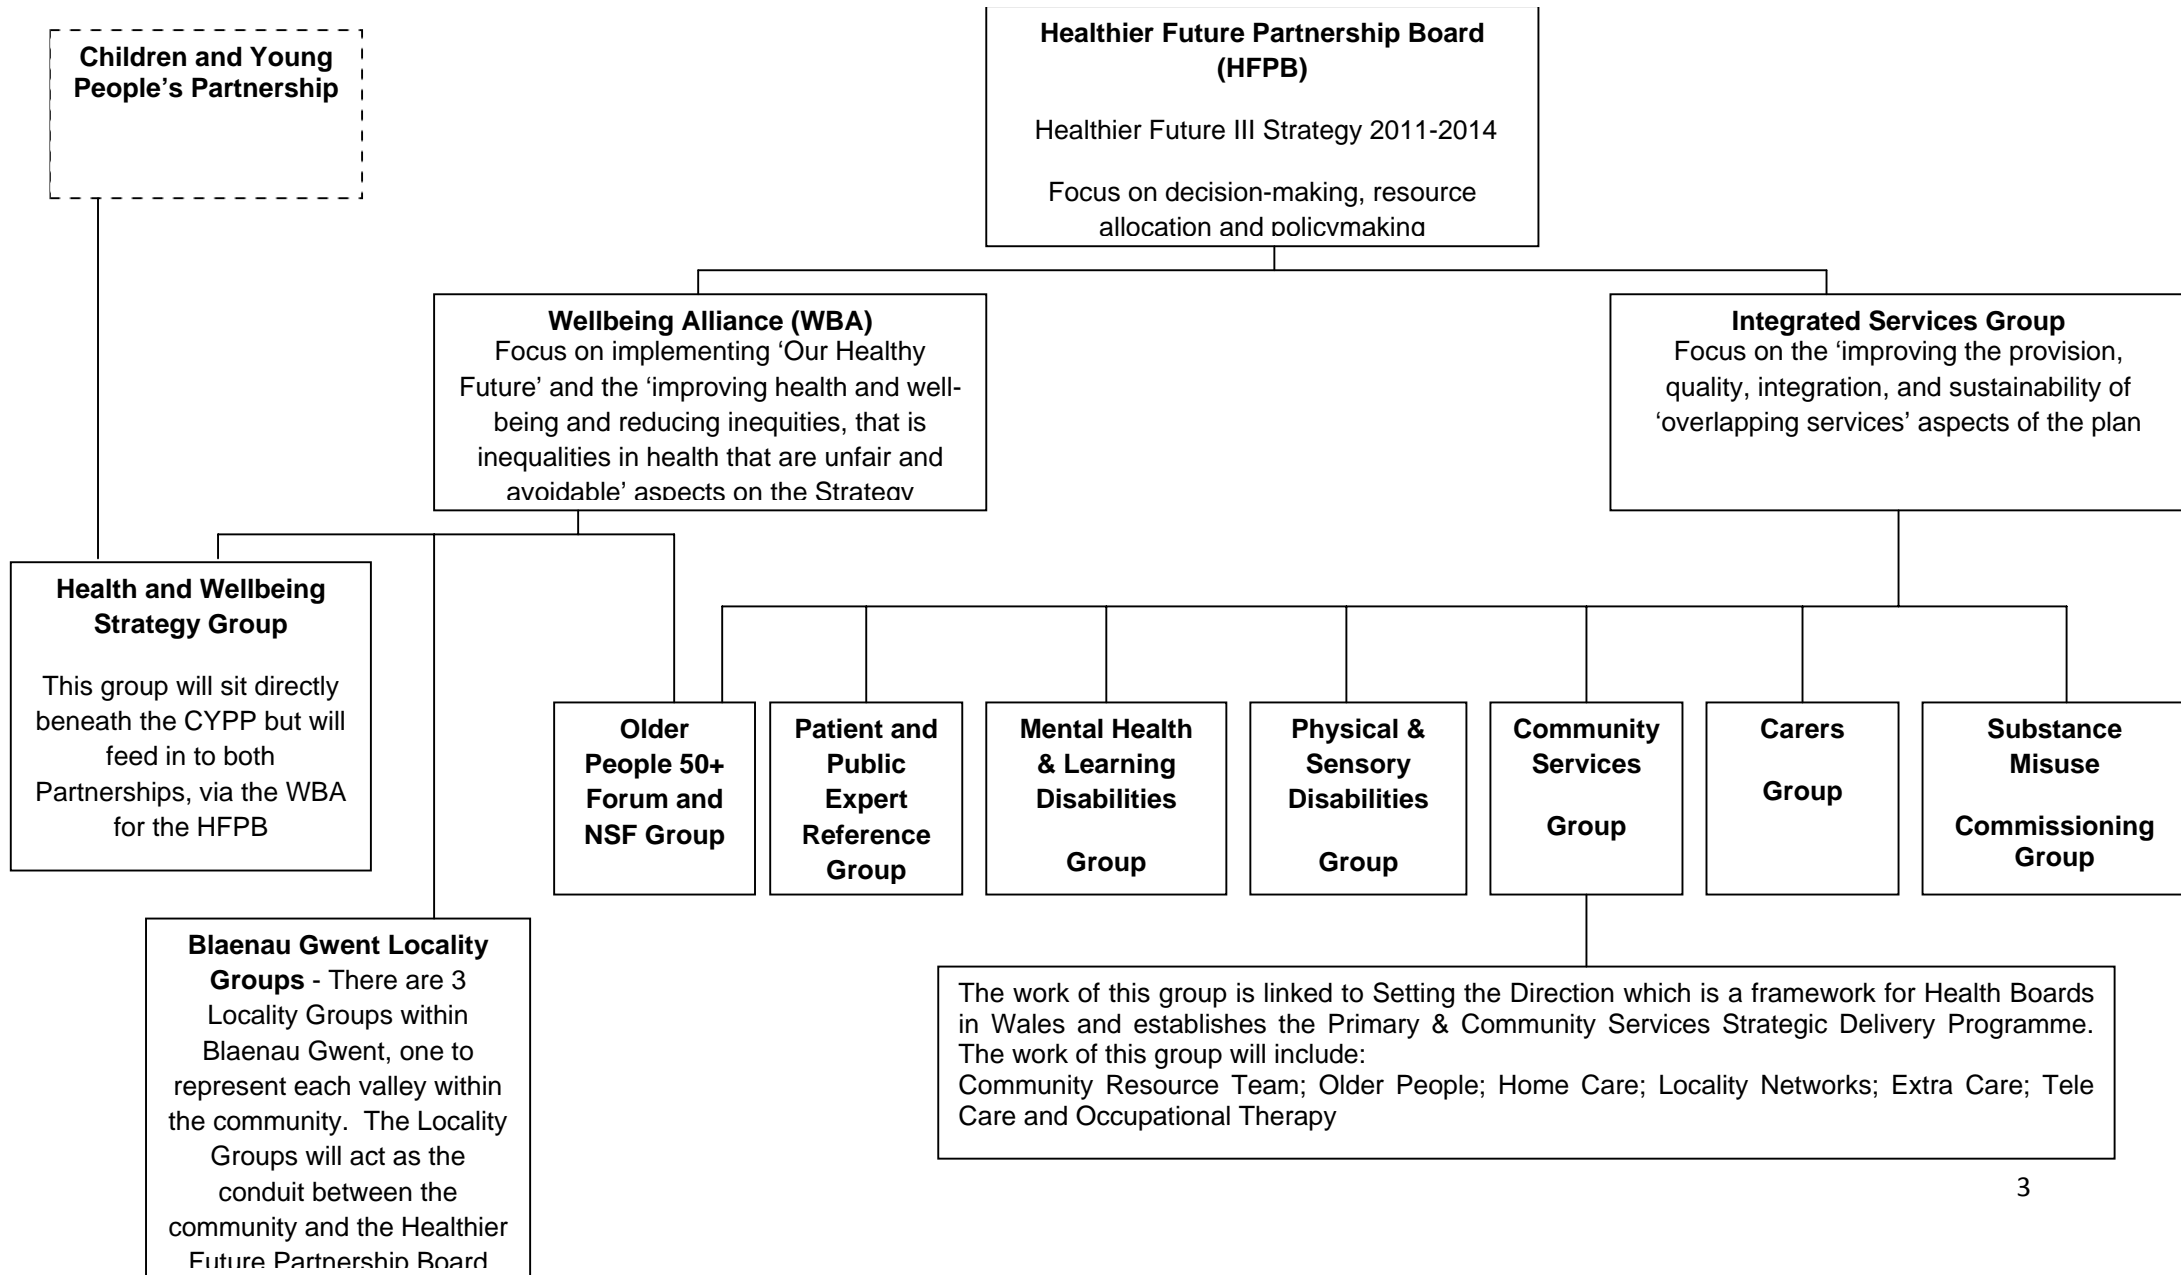 Children and Young
People’s Partnership
Healthier Future Partnership Board
(HFPB)
Healthier Future III Strategy 2011-2014
Focus on decision-making, resource
allocation and policymaking
Wellbeing Alliance (WBA)
Focus on implementing ‘Our Healthy
Future’ and the ‘improving health and well-
being and reducing inequities, that is
inequalities in health that are unfair and
avoidable’ aspects on the Strategy
Integrated Services Group
Focus on the ‘improving the provision,
quality, integration, and sustainability of
‘overlapping services’ aspects of the plan
Health and Wellbeing
Strategy Group
This group will sit directly
beneath the CYPP but will
feed in to both
Partnerships, via the WBA
for the HFPB
Older
People 50+
Forum and
NSF Group
Patient and
Public
Expert
Reference
Group
Mental Health
& Learning
Disabilities
Group
Physical &
Sensory
Disabilities
Group
Community
Services
Group
Carers
Group
Substance
Misuse
Commissioning
Group
Blaenau Gwent Locality
Groups - There are 3
Locality Groups within
Blaenau Gwent, one to
represent each valley within
the community.  The Locality
Groups will act as the
conduit between the
community and the Healthier
Future Partnership Board
The work of this group is linked to Setting the Direction which is a framework for Health Boards
in Wales and establishes the Primary & Community Services Strategic Delivery Programme.
The work of this group will include:
Community Resource Team; Older People; Home Care; Locality Networks; Extra Care; Tele
Care and Occupational Therapy
3